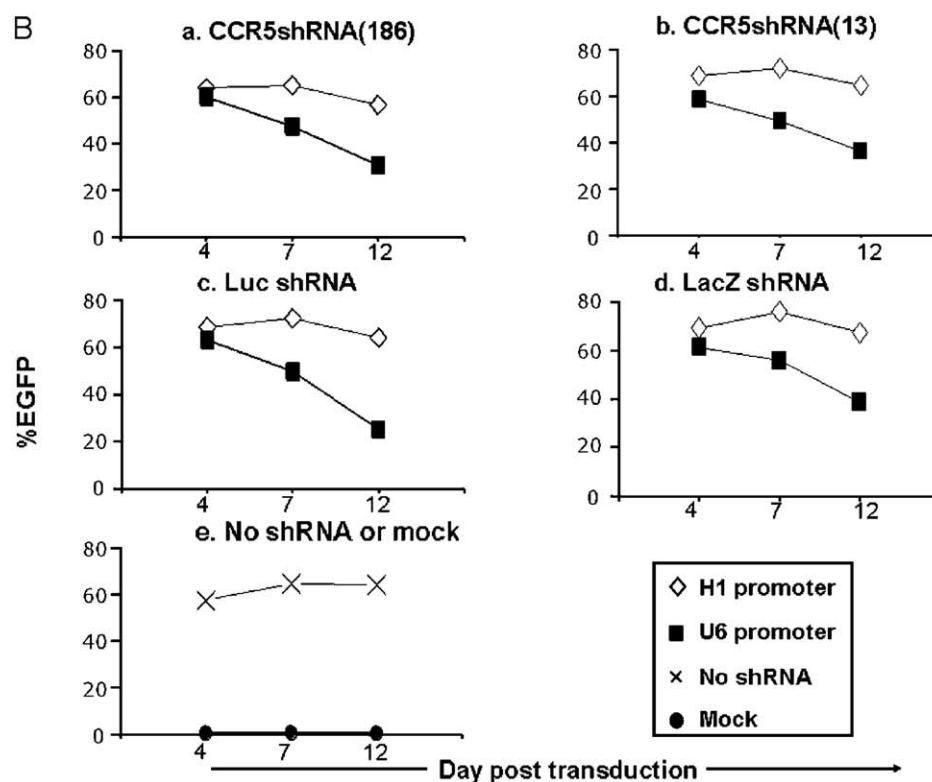 B
a. CCR5shRNA(186)
80
60
40
20
0
4 7 12
b. CCR5shRNA(13)
80
60
40
20
0
4 7 12
%EGFP
c. Luc shRNA
80
60
40
20
0
4 7 12
d. LacZ shRNA
80
60
40
20
0
4 7 12
e. No shRNA or mock
80
60
40
20
0
4 7 12
H1 promoter
U6 promoter
No shRNA
Mock
Day post transduction